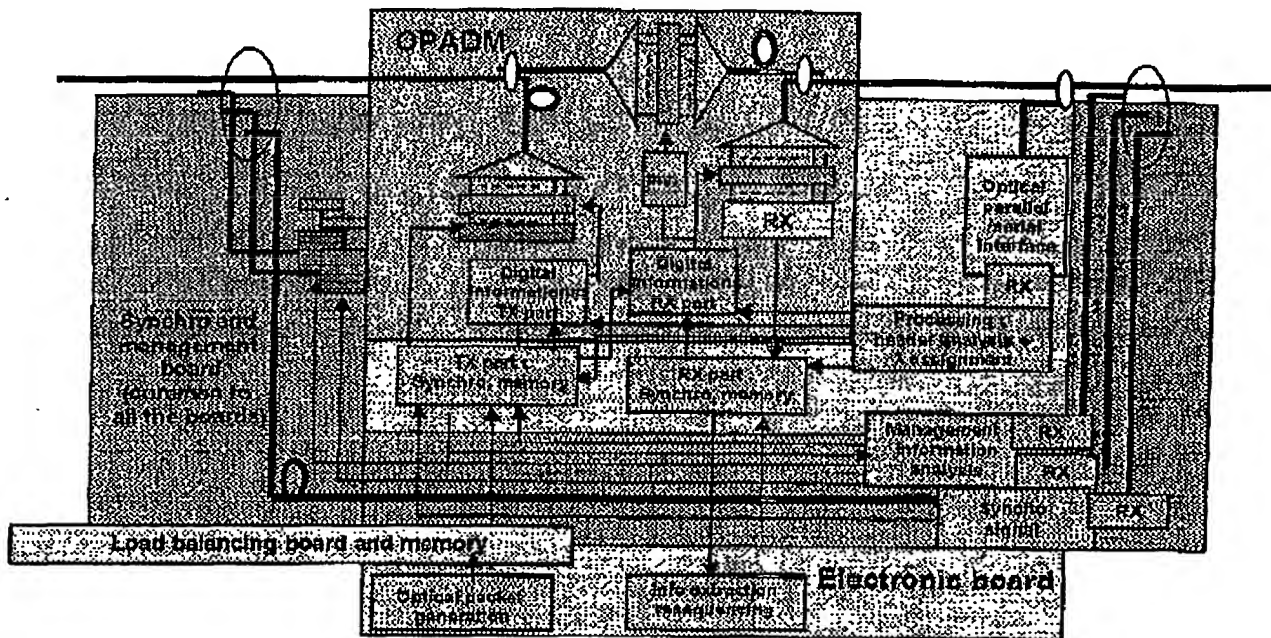 OPADM
Optical
parallel
Interface
RX
RX
Digital
information
TX part
Digital
information
RX part
Processing :
header analysis +
λ assignment
Synchro and
management
board
(common to
all the boards)
TX part :
Synchro, memory
RX part
Synchro, memory
Management
information
analysis
RX
RX
Synchro
signal
RX
Load balancing board and memory
Electronic board
Optical packet
generation
Info extraction
resequencing